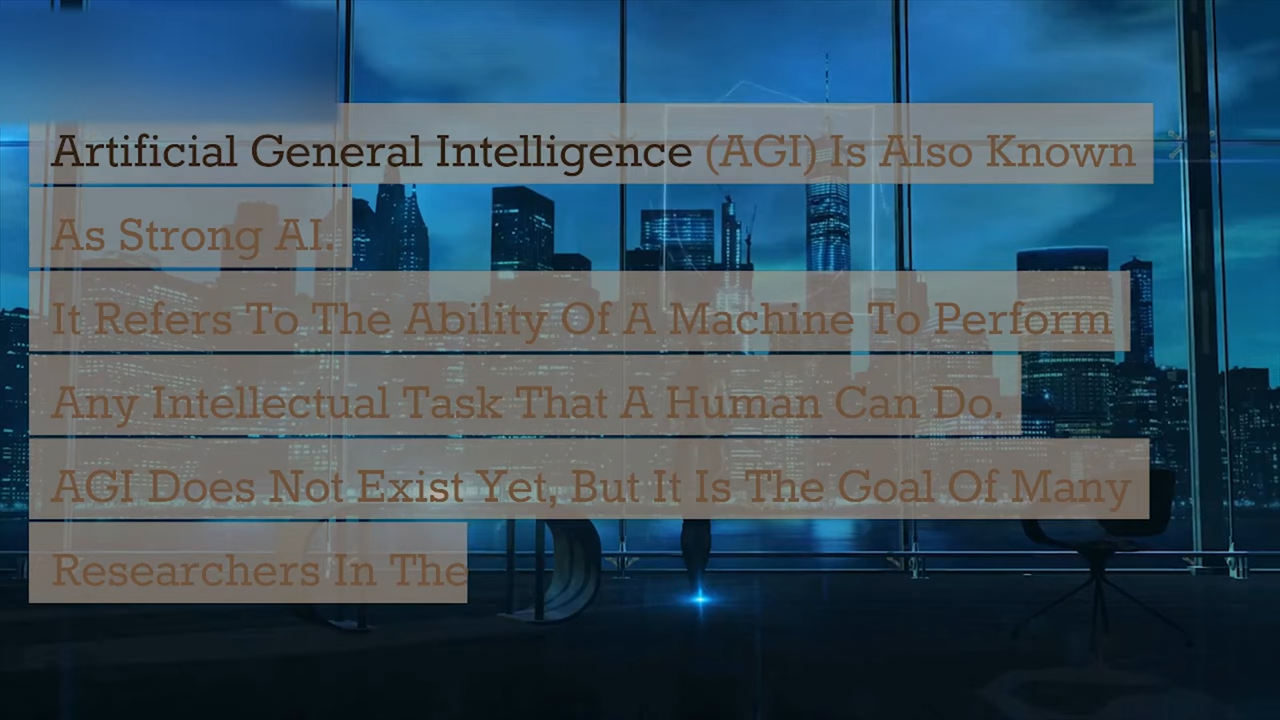 Artificial General Intelligence (AGI) Is Also Known
As Strong AI.
It Refers To The Ability Of A Machine To Perform
Any Intellectual Task That A Human Can Do.
AGI Does Not Exist Yet, But It Is The Goal Of Many
Researchers In The